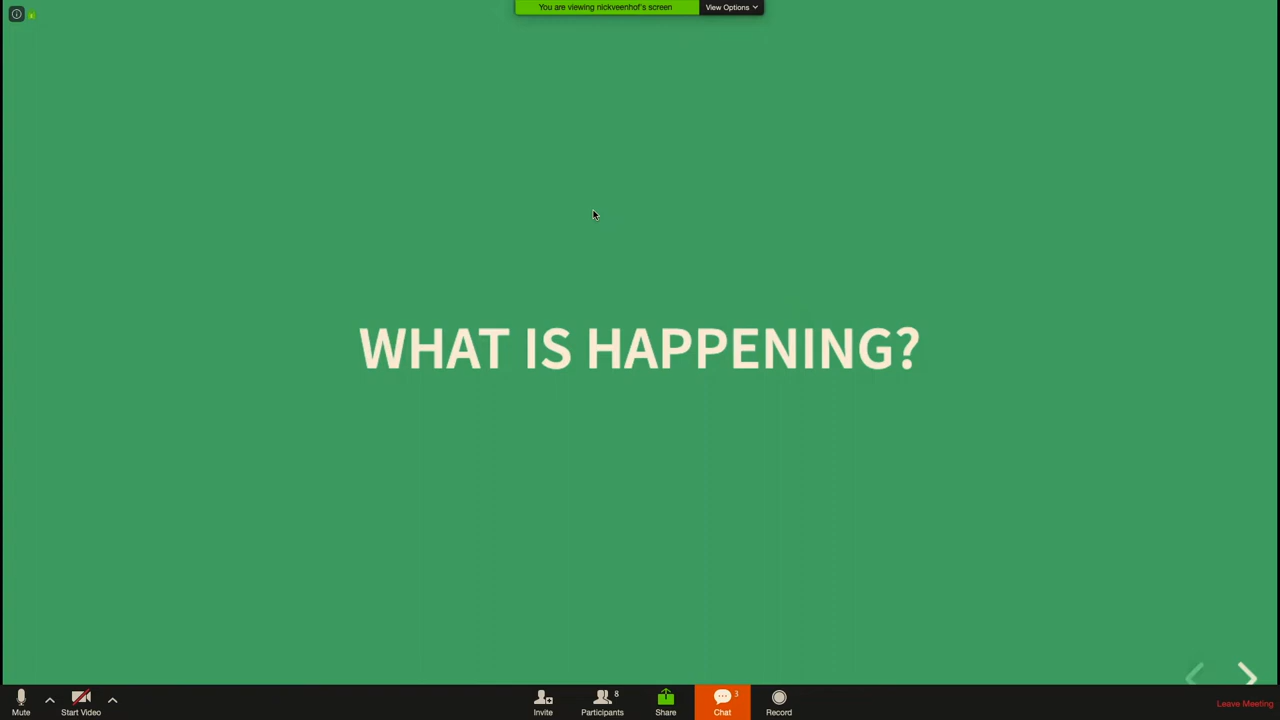 You are viewing nickveenhof's screen
View Options
WHAT IS HAPPENING?
Mute
Start Video
Invite
Participants
8
Share
Chat
3
Record
Leave Meeting